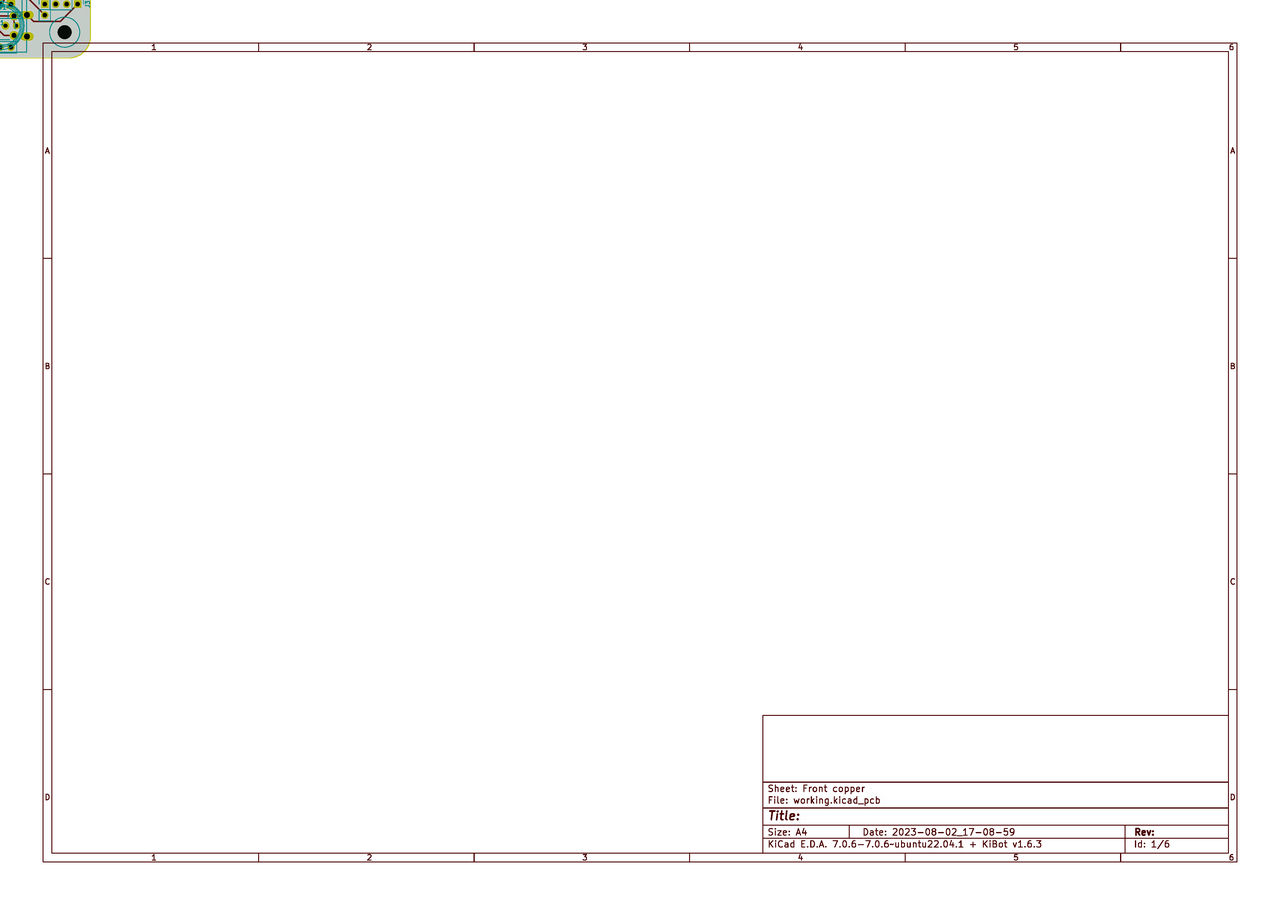 J3
1 2 3 4 5 6
A A
B B
C C
D D
Sheet: Front copper
File: working.kicad_pcb
Title:
Size: A4 Date: 2023-08-02_17-08-59 Rev:
KiCad E.D.A. 7.0.6-7.0.6~ubuntu22.04.1 + KiBot v1.6.3 Id: 1/6
1 2 3 4 5 6